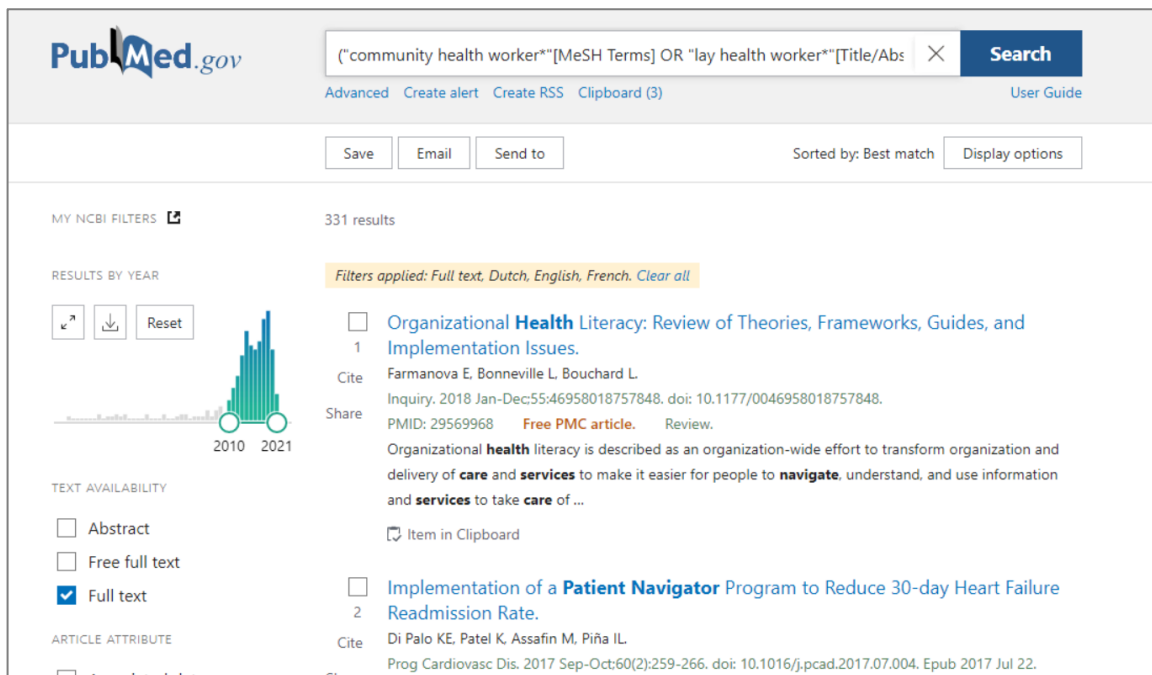 PubMed.gov
("community health worker*"[MeSH Terms] OR "lay health worker*"[Title/Abs
Search
Advanced Create alert Create RSS Clipboard (3)
User Guide
Save Email Send to
Sorted by: Best match Display options
MY NCBI FILTERS
331 results
RESULTS BY YEAR
Filters applied: Full text, Dutch, English, French. Clear all
Reset
2010 2021
Organizational Health Literacy: Review of Theories, Frameworks, Guides, and
Implementation Issues.
1
Cite
Share
Farmanova E, Bonneville L, Bouchard L.
Inquiry. 2018 Jan-Dec;55:46958018757848. doi: 10.1177/0046958018757848.
PMID: 29569968 Free PMC article. Review.
Organizational health literacy is described as an organization-wide effort to transform organization and
delivery of care and services to make it easier for people to navigate, understand, and use information
and services to take care of ...
Item in Clipboard
TEXT AVAILABILITY
Abstract
Free full text
Full text
ARTICLE ATTRIBUTE
Implementation of a Patient Navigator Program to Reduce 30-day Heart Failure
Readmission Rate.
2
Cite
Di Palo KE, Patel K, Assafin M, Piña IL.
Prog Cardiovasc Dis. 2017 Sep-Oct;60(2):259-266. doi: 10.1016/j.pcad.2017.07.004. Epub 2017 Jul 22.